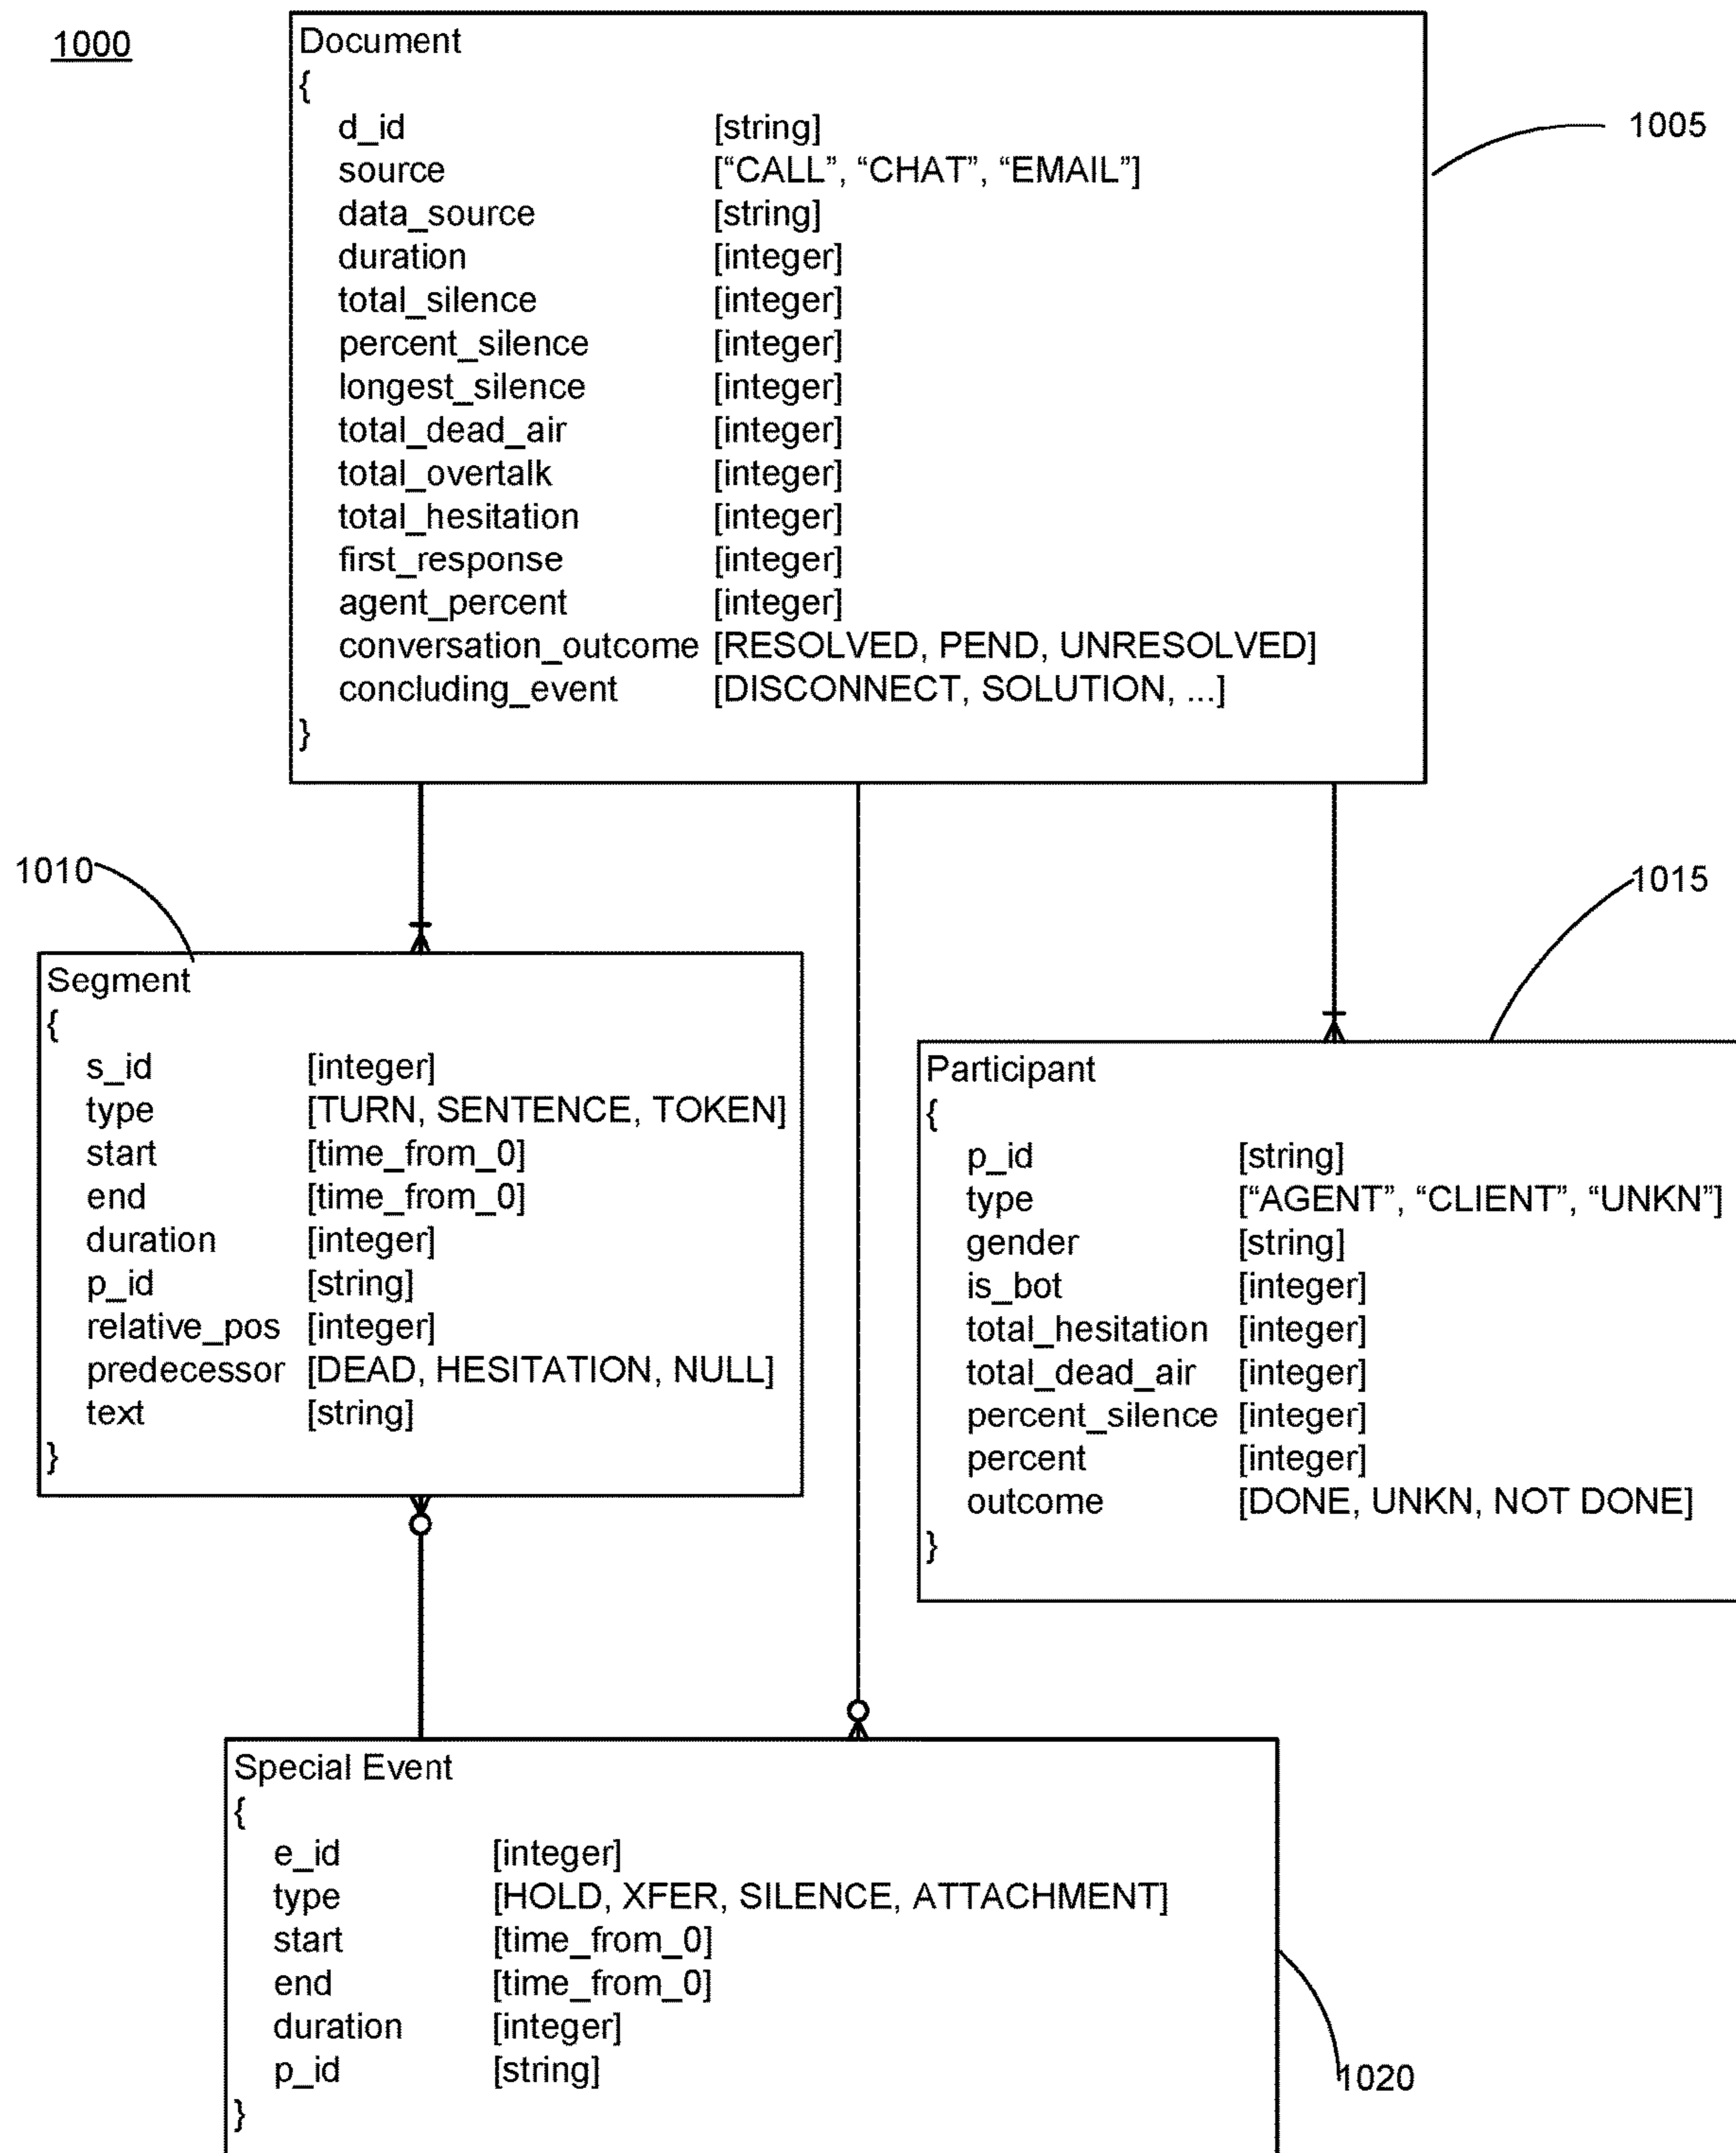 1000
Document
{
d_id [string]
source [“CALL”, “CHAT”, “EMAIL”]
data_source [string]
duration [integer]
total_silence [integer]
percent_silence [integer]
longest_silence [integer]
total_dead_air [integer]
total_overtalk [integer]
total_hesitation [integer]
first_response [integer]
agent_percent [integer]
conversation_outcome [RESOLVED, PEND, UNRESOLVED]
concluding_event [DISCONNECT, SOLUTION, ...]
}
1005
1010
Segment
{
s_id [integer]
type [TURN, SENTENCE, TOKEN]
start [time_from_0]
end [time_from_0]
duration [integer]
p_id [string]
relative_pos [integer]
predecessor [DEAD, HESITATION, NULL]
text [string]
}
1015
Participant
{
p_id [string]
type [“AGENT”, “CLIENT”, “UNKN”]
gender [string]
is_bot [integer]
total_hesitation [integer]
total_dead_air [integer]
percent_silence [integer]
percent [integer]
outcome [DONE, UNKN, NOT DONE]
}
Special Event
{
e_id [integer]
type [HOLD, XFER, SILENCE, ATTACHMENT]
start [time_from_0]
end [time_from_0]
duration [integer]
p_id [string]
}
1020